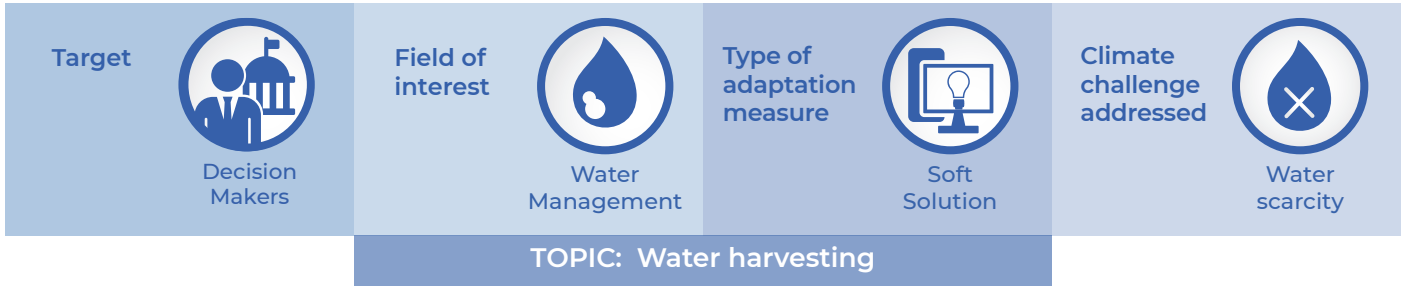 Target
Decision
Makers
Field of
interest
Water
Management
Type of
adaptation
measure
Soft
Solution
Climate
challenge
addressed
Water
scarcity
TOPIC: Water harvesting